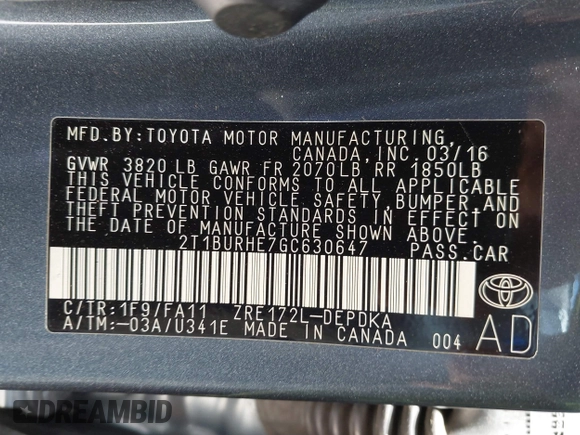 MFD.BY:TOYOTA MOTOR MANUFACTURING,
CANADA,INC. 03/16
GVWR 3820LB GAWR FR 2070LB RR 1850LB
THIS VEHICLE CONFORMS TO ALL APPLICABLE
FEDERAL MOTOR VEHICLE SAFETY,BUMPER,AND
THEFT PREVENTION STANDARDS IN EFFECT ON
THE DATE OF MANUFACTURE SHOWN ABOVE.
2T1BURHE7GC630647 PASS.CAR
C/TR:1F9/FA11 ZRE172L-DEPDKA
A/TM:-03A/U341E MADE IN CANADA 004 AD
DREAMBID